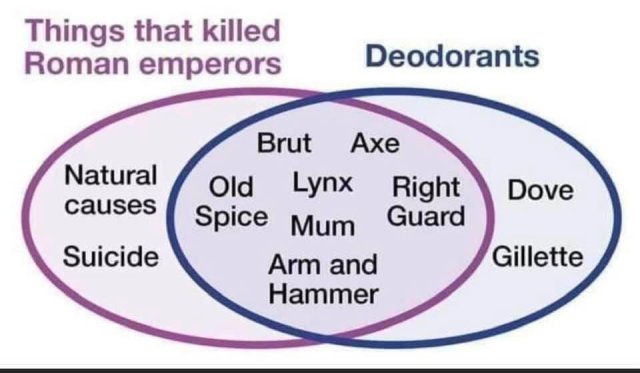 Things that killed
Roman emperors
Deodorants
Brut Axe
Natural
causes
Old
Spice
Lynx
Mum
Right
Guard
Dove
Suicide
Arm and
Hammer
Gillette